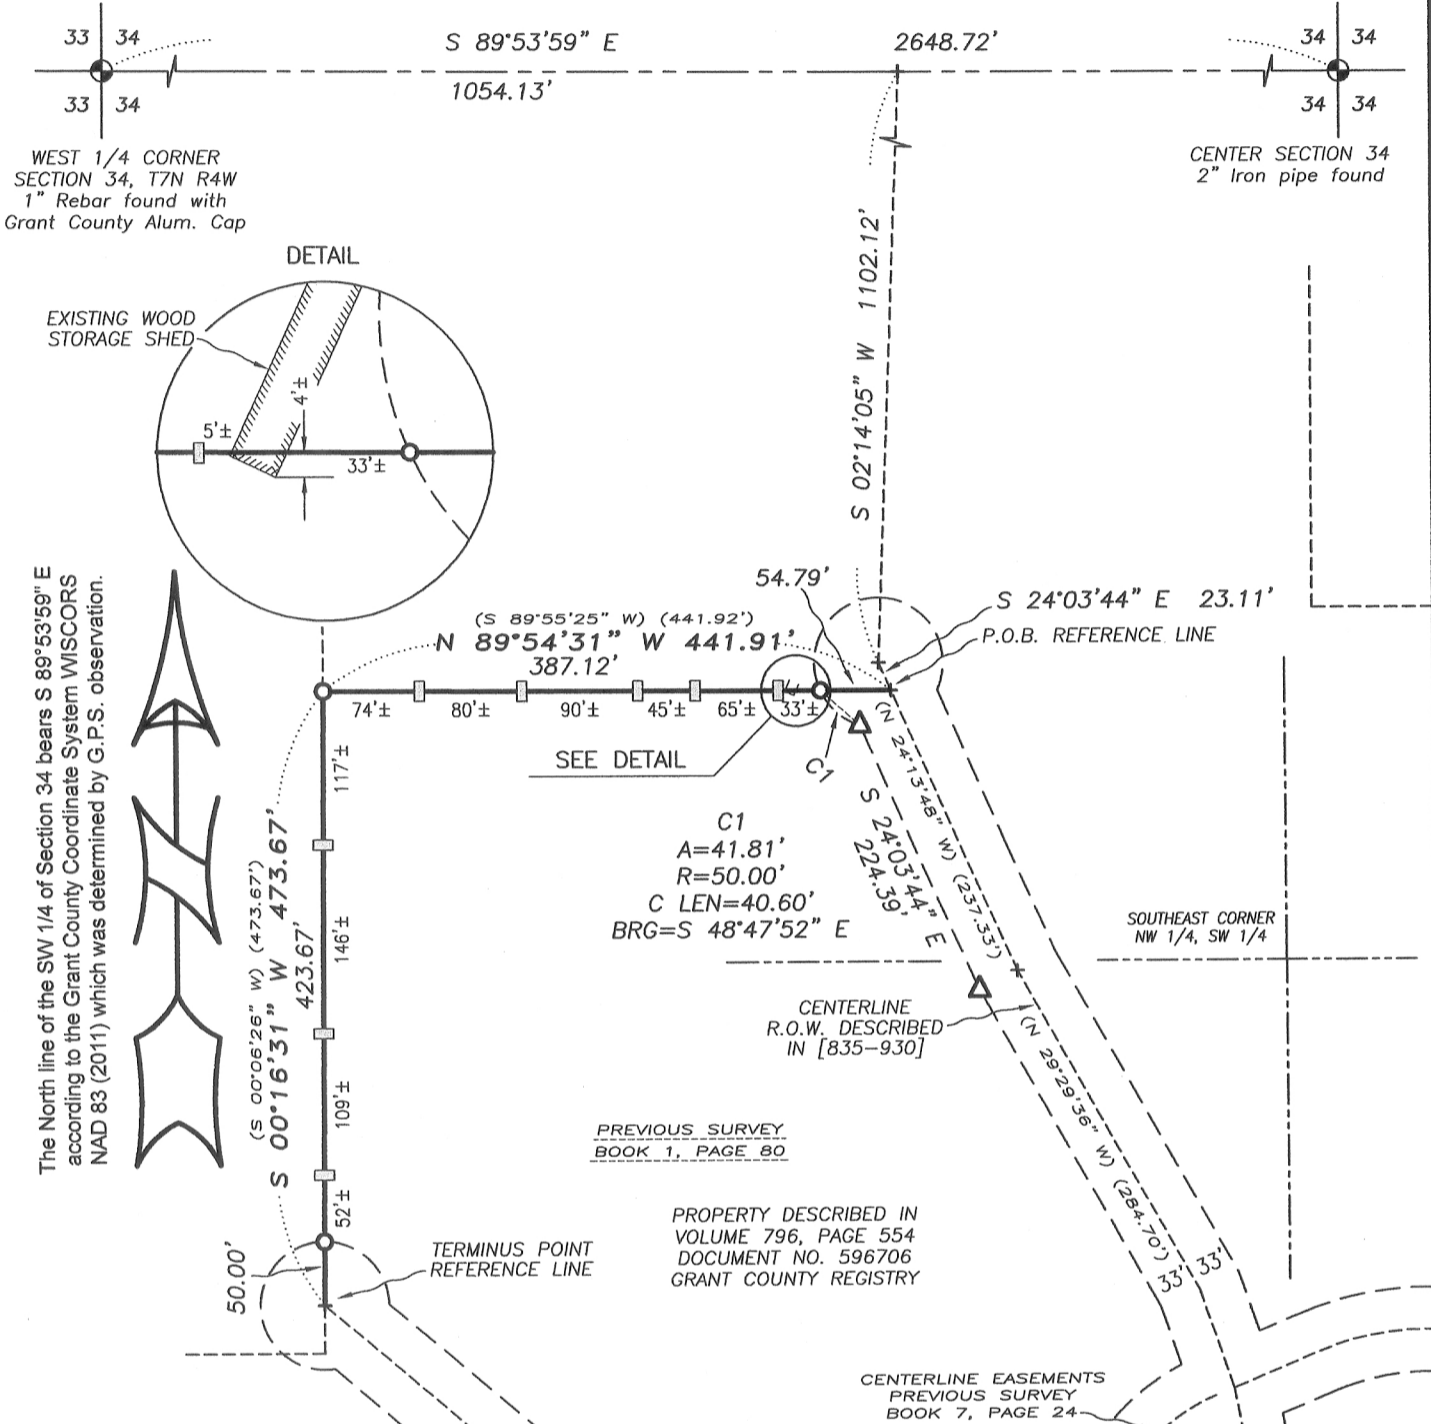 33 34
S 89°53'59" E
2648.72'
34 34
1054.13'
33 34
34 34
WEST 1/4 CORNER
SECTION 34, T7N R4W
1" Rebar found with
Grant County Alum. Cap
CENTER SECTION 34
2" Iron pipe found
S 02°14'05" W 1102.12'
DETAIL
EXISTING WOOD
STORAGE SHED
4'±
5'±
33'±
The North line of the SW 1/4 of Section 34 bears S 89°53'59" E
according to the Grant County Coordinate System WISCORS
NAD 83 (2011) which was determined by G.P.S. observation.
54.79'
S 24°03'44" E 23.11'
P.O.B. REFERENCE LINE
(S 89°55'25" W) (441.92')
N 89°54'31" W 441.91'
387.12'
74'±
80'±
90'±
45'±
65'±
33'±
SEE DETAIL
C1
(N 24°13'48" W) (237.33')
S 24°03'44" E
224.39'
C1
A=41.81'
R=50.00'
C LEN=40.60'
BRG=S 48°47'52" E
117'±
146'±
109'±
52'±
(S 00°06'26" W) (473.67')
S 00°16'31" W 473.67'
423.67'
SOUTHEAST CORNER
NW 1/4, SW 1/4
CENTERLINE
R.O.W. DESCRIBED
IN [835-930]
(N 29°29'36" W) (284.70')
33' 33'
PREVIOUS SURVEY
BOOK 1, PAGE 80
PROPERTY DESCRIBED IN
VOLUME 796, PAGE 554
DOCUMENT NO. 596706
GRANT COUNTY REGISTRY
TERMINUS POINT
REFERENCE LINE
50.00'
CENTERLINE EASEMENTS
PREVIOUS SURVEY
BOOK 7, PAGE 24